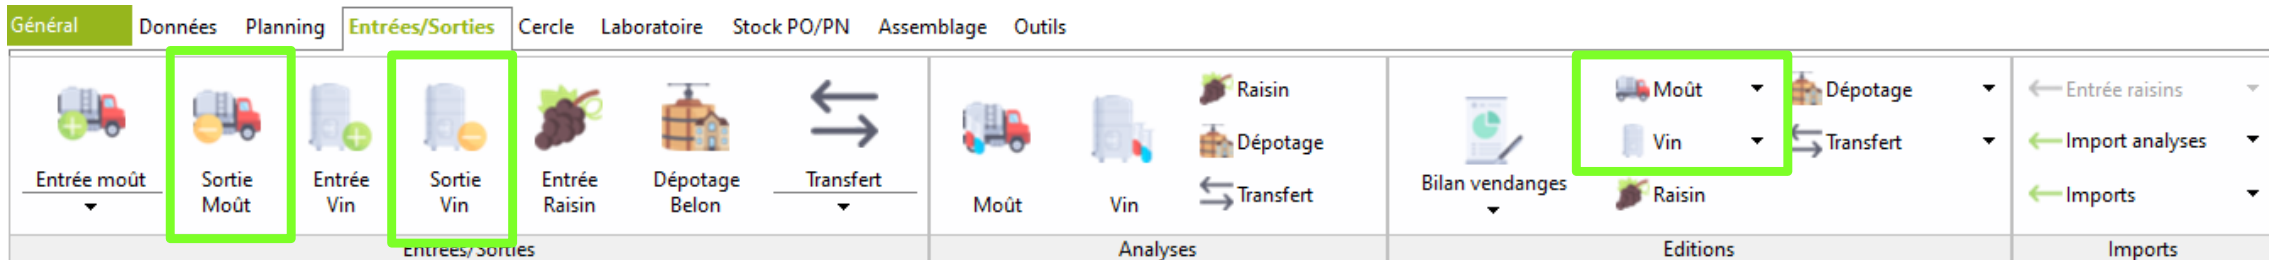 Général Données Planning Entrées/Sorties Cercle Laboratoire Stock PO/PN Assemblage Outils
Entrée moût
Sortie
Moût
Entrée
Vin
Sortie
Vin
Entrée
Raisin
Dépotage
Belon
Transfert
Entrées/Sorties
Moût
Vin
Raisin
Dépotage
Transfert
Analyses
Bilan vendanges
Moût
Vin
Raisin
Dépotage
Transfert
Editions
Entrée raisins
Import analyses
Imports
Imports